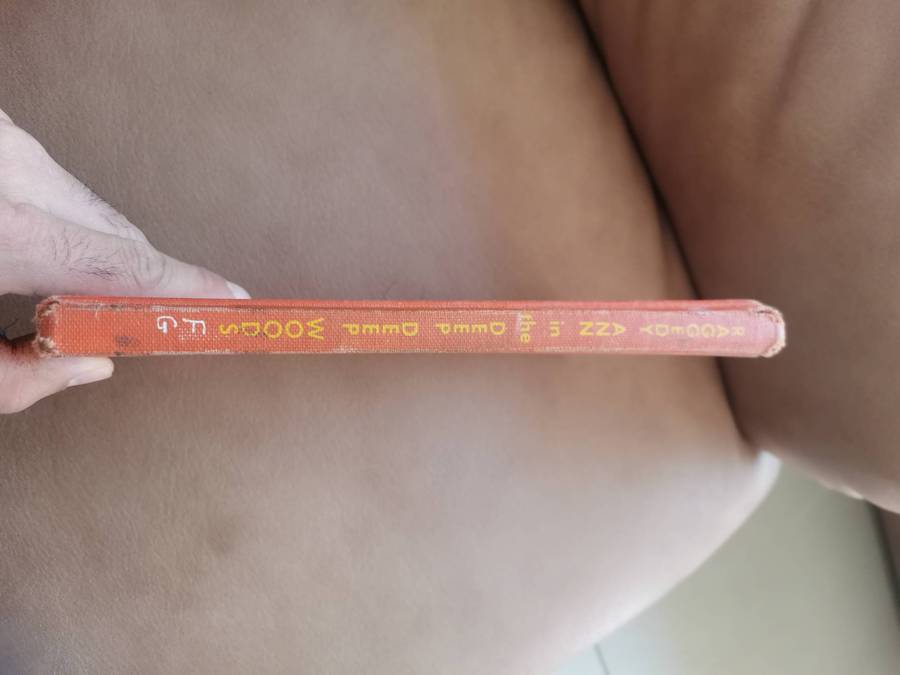 RAGGEDY
ANN
in
the
DEEP
DEEP
WOODS
F
G